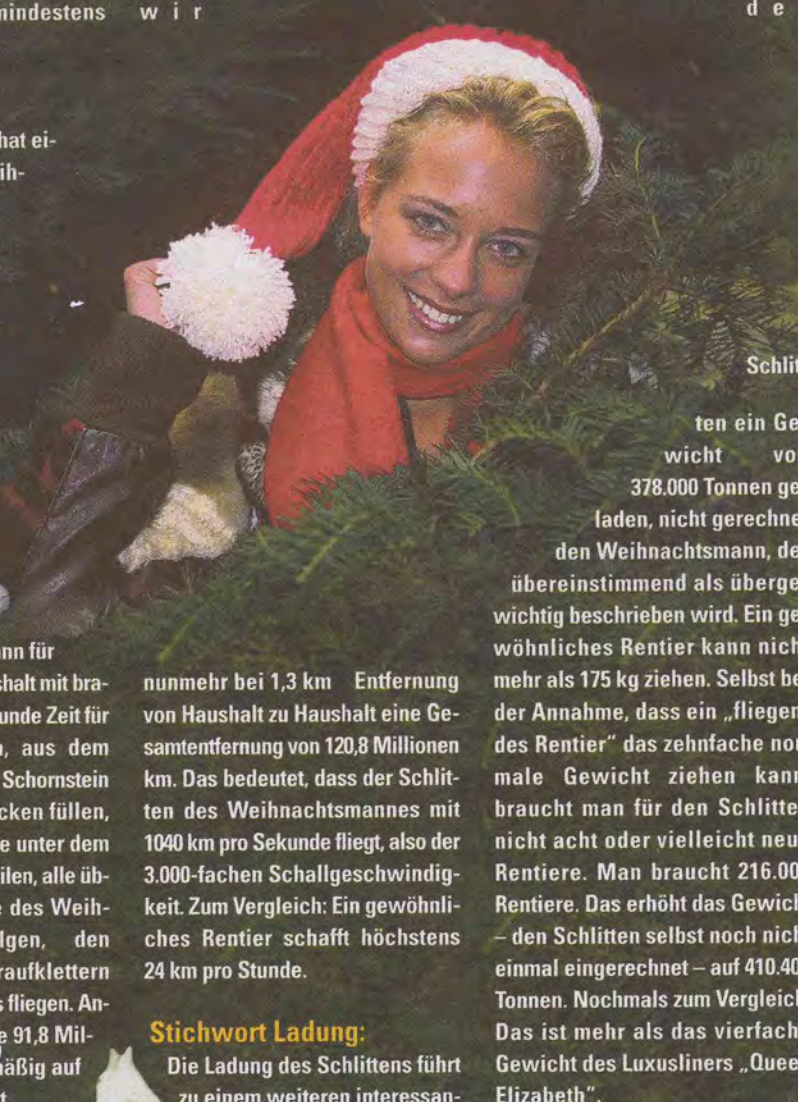 mindestens wir
hat ei-
ih-
nn für
shalt mit bra-
unde Zeit für
, aus dem
Schornstein
cken füllen,
e unter dem
ilen, alle üb-
e des Weih-
lgen, den
raufklettern
s fliegen. An-
e 91,8 Mil-
mäßig auf
nunmehr bei 1,3 km Entfernung
von Haushalt zu Haushalt eine Ge-
samtentfernung von 120,8 Millionen
km. Das bedeutet, dass der Schlit-
ten des Weihnachtsmannes mit
1040 km pro Sekunde fliegt, also der
3.000-fachen Schallgeschwindig-
keit. Zum Vergleich: Ein gewöhnli-
ches Rentier schafft höchstens
24 km pro Stunde.
Stichwort Ladung:
Die Ladung des Schlittens führt
zu einem weiteren interessan-
de
Schlit
ten ein Ge
wicht vo
378.000 Tonnen ge
laden, nicht gerechne
den Weihnachtsmann, de
übereinstimmend als überge
wichtig beschrieben wird. Ein ge
wöhnliches Rentier kann nich
mehr als 175 kg ziehen. Selbst be
der Annahme, dass ein „fliegen
des Rentier" das zehnfache nor
male Gewicht ziehen kann
braucht man für den Schlitte
nicht acht oder vielleicht neu
Rentiere. Man braucht 216.00
Rentiere. Das erhöht das Gewich
– den Schlitten selbst noch nich
einmal eingerechnet – auf 410.40
Tonnen. Nochmals zum Vergleich
Das ist mehr als das vierfach
Gewicht des Luxusliners „Quee
Elizabeth".